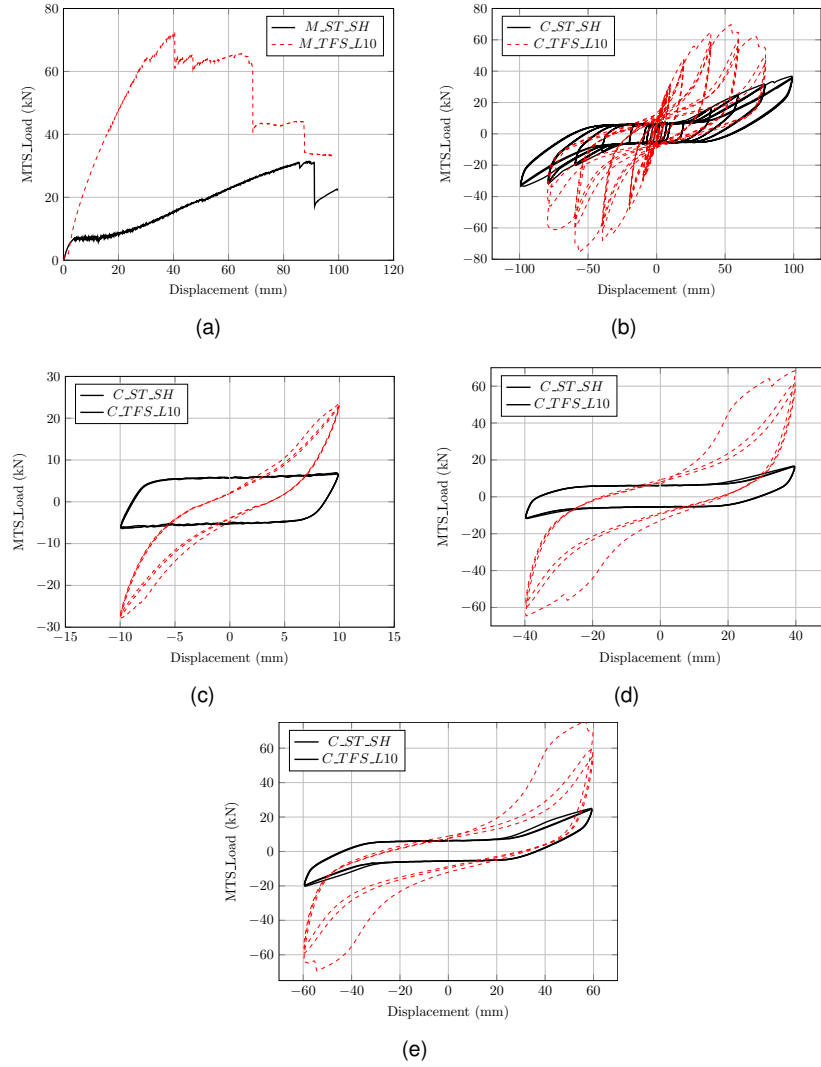 80
60
40
20
0
0
20
40
60
80
100
120
MTS_Load (kN)
Displacement (mm)
M_ST_SH
M_TFS_L10
(a)
80
60
40
20
0
−20
−40
−60
−80
−100
−50
0
50
100
MTS_Load (kN)
Displacement (mm)
C_ST_SH
C_TFS_L10
(b)
30
20
10
0
−10
−20
−30
−15
−10
−5
0
5
10
15
MTS_Load (kN)
Displacement (mm)
C_ST_SH
C_TFS_L10
(c)
60
40
20
0
−20
−40
−60
−40
−20
0
20
40
MTS_Load (kN)
Displacement (mm)
C_ST_SH
C_TFS_L10
(d)
60
40
20
0
−20
−40
−60
−60
−40
−20
0
20
40
60
MTS_Load (kN)
Displacement (mm)
C_ST_SH
C_TFS_L10
(e)